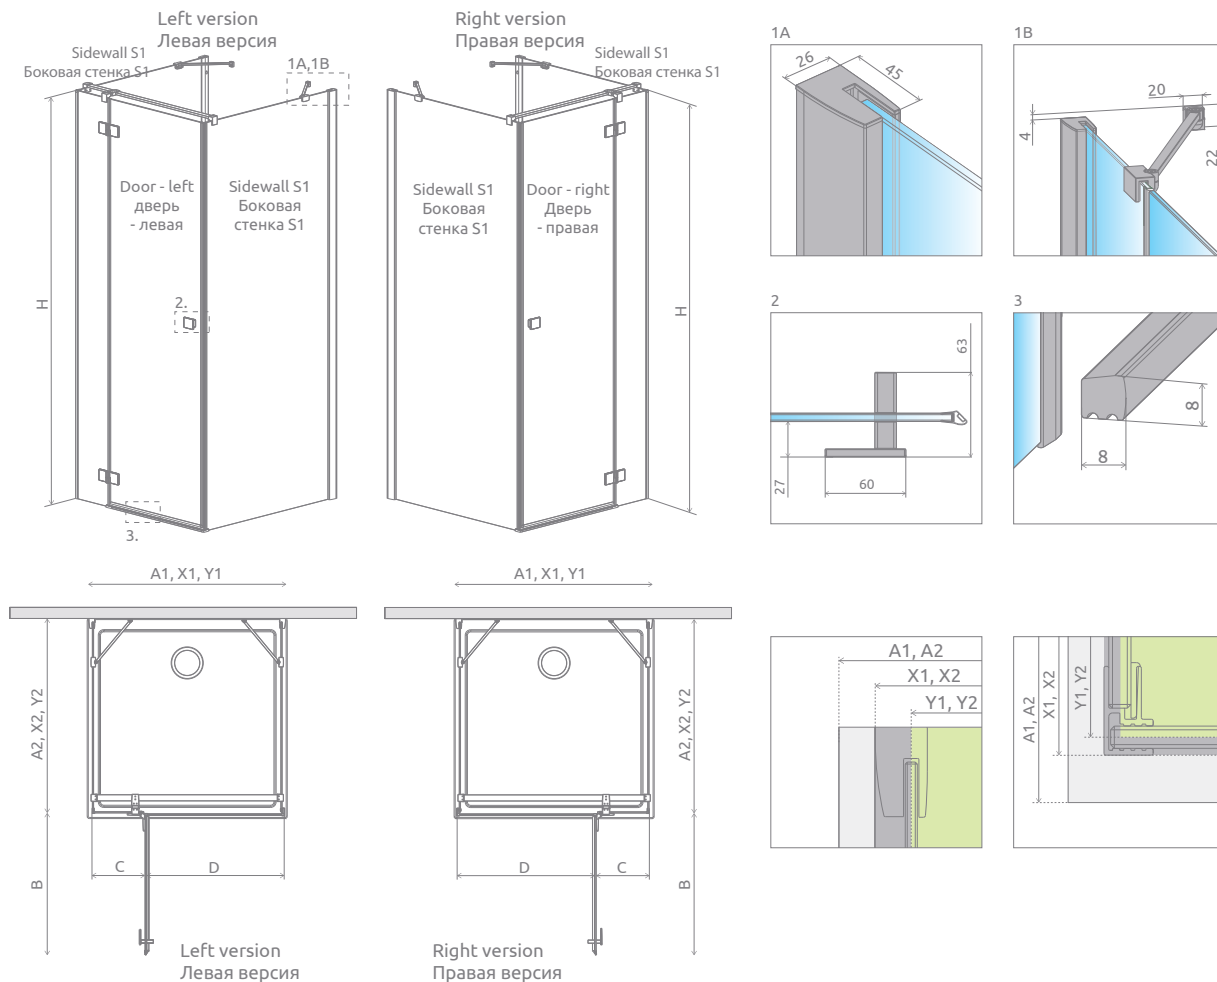 Left version
Левая версия
Sidewall S1
Боковая стенка S1
1A,1B
Door - left
дверь
- левая
Sidewall S1
Боковая
стенка S1
H
2.
3.
Right version
Правая версия
Sidewall S1
Боковая стенка S1
Sidewall S1
Боковая
стенка S1
Door - right
Дверь
- правая
H
1A
26
45
1B
20
4
22
2
63
27
60
3
8
8
A1, X1, Y1
A2, X2, Y2
C
D
B
Left version
Левая версия
A1, X1, Y1
A2, X2, Y2
D
C
B
Right version
Правая версия
A1, A2
X1, X2
Y1, Y2
A1, A2
X1, X2
Y1, Y2